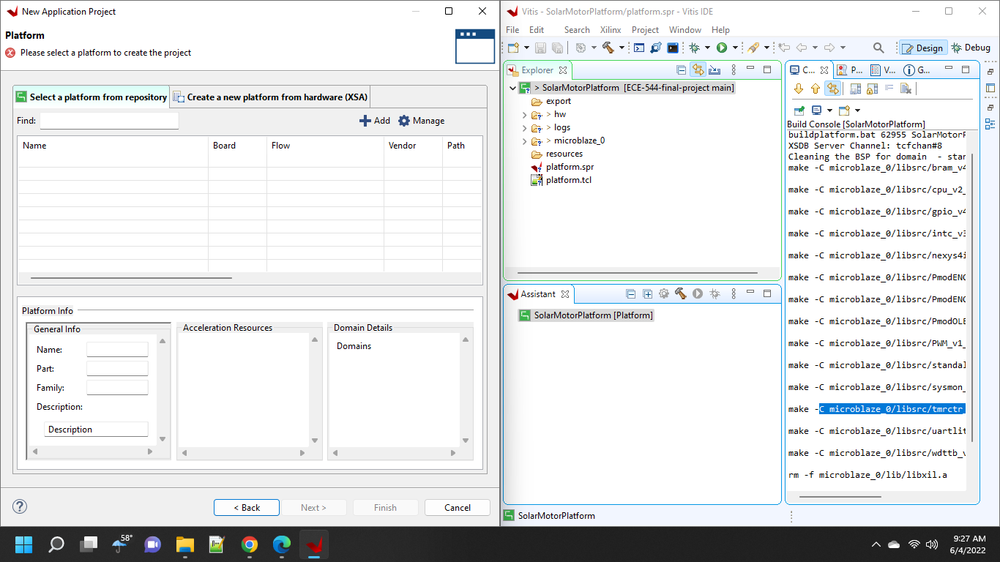 New Application Project
Platform
Please select a platform to create the project
Select a platform from repository
Create a new platform from hardware (XSA)
Find:
Add
Manage
Name
Board
Flow
Vendor
Path
Platform Info
General Info
Name:
Part:
Family:
Description:
Description
Acceleration Resources
Domain Details
Domains
?
< Back
Next >
Finish
Cancel
Vitis - SolarMotorPlatform/platform.spr - Vitis IDE
File Edit Search Xilinx Project Window Help
Design
Debug
Explorer
> SolarMotorPlatform [ECE-544-final-project main]
export
> hw
> logs
> microblaze_0
resources
platform.spr
platform.tcl
Assistant
SolarMotorPlatform [Platform]
C...
P...
V...
G...
Build Console [SolarMotorPlatform]
buildplatform.bat 62955 SolarMotorP
XSDB Server Channel: tcfchan#8
Cleaning the BSP for domain - stan
make -C microblaze_0/libsrc/bram_v4
make -C microblaze_0/libsrc/cpu_v2_
make -C microblaze_0/libsrc/gpio_v4
make -C microblaze_0/libsrc/intc_v3
make -C microblaze_0/libsrc/nexys4i
make -C microblaze_0/libsrc/PmodENC
make -C microblaze_0/libsrc/PmodENC
make -C microblaze_0/libsrc/PmodOLE
make -C microblaze_0/libsrc/PWM_v1_
make -C microblaze_0/libsrc/standal
make -C microblaze_0/libsrc/sysmon_
make -C microblaze_0/libsrc/tmrctr_
make -C microblaze_0/libsrc/uartlit
make -C microblaze_0/libsrc/wdttb_v
rm -f microblaze_0/lib/libxil.a
SolarMotorPlatform
58°
9:27 AM
6/4/2022